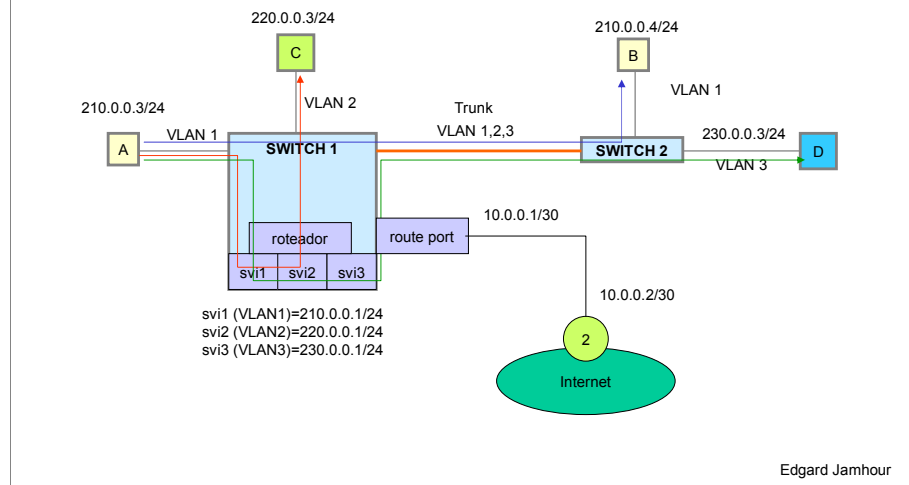 220.0.0.3/24
C
VLAN 2
210.0.0.4/24
B
VLAN 1
210.0.0.3/24
A
VLAN 1
SWITCH 1
Trunk
VLAN 1,2,3
SWITCH 2
230.0.0.3/24
D
VLAN 3
roteador
route port
10.0.0.1/30
svi1
svi2
svi3
svi1 (VLAN1)=210.0.0.1/24
svi2 (VLAN2)=220.0.0.1/24
svi3 (VLAN3)=230.0.0.1/24
10.0.0.2/30
2
Internet
Edgard Jamhour